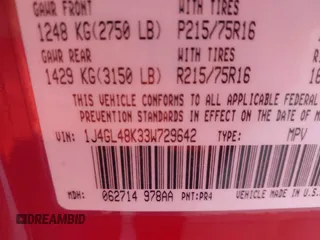 GAWR FRONT WITH TIRES
1248 KG(2750 LB) P215/75R16
GAWR REAR WITH TIRES
1429 KG(3150 LB) R215/75R16
THIS VEHICLE CONFORMS TO ALL APPLICABLE FEDERAL
PREVENTION STANDARDS IN EFFECT ON THE DATE OF M
VIN: 1J4GL48K33W729642 TYPE: MPV
VEHICLE MADE IN U.S.
MDH: 062714 978AA PNT: PR4
DREAMBID